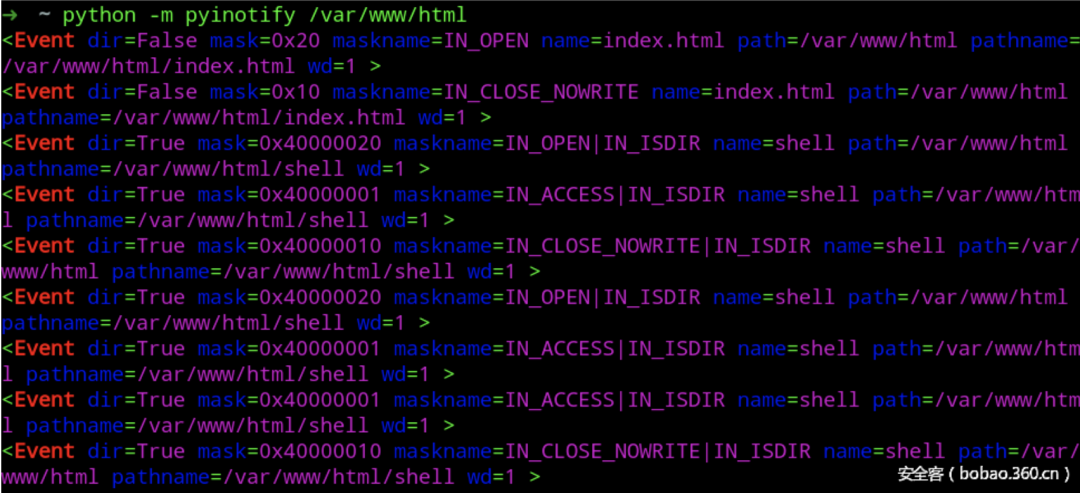 →  ~ python -m pyinotify /var/www/html
<Event dir=False mask=0x20 maskname=IN_OPEN name=index.html path=/var/www/html pathname=
/var/www/html/index.html wd=1 >
<Event dir=False mask=0x10 maskname=IN_CLOSE_NOWRITE name=index.html path=/var/www/html
pathname=/var/www/html/index.html wd=1 >
<Event dir=True mask=0x40000020 maskname=IN_OPEN|IN_ISDIR name=shell path=/var/www/html
pathname=/var/www/html/shell wd=1 >
<Event dir=True mask=0x40000001 maskname=IN_ACCESS|IN_ISDIR name=shell path=/var/www/htm
l pathname=/var/www/html/shell wd=1 >
<Event dir=True mask=0x40000010 maskname=IN_CLOSE_NOWRITE|IN_ISDIR name=shell path=/var/
www/html pathname=/var/www/html/shell wd=1 >
<Event dir=True mask=0x40000020 maskname=IN_OPEN|IN_ISDIR name=shell path=/var/www/html
pathname=/var/www/html/shell wd=1 >
<Event dir=True mask=0x40000001 maskname=IN_ACCESS|IN_ISDIR name=shell path=/var/www/htm
l pathname=/var/www/html/shell wd=1 >
<Event dir=True mask=0x40000001 maskname=IN_ACCESS|IN_ISDIR name=shell path=/var/www/htm
l pathname=/var/www/html/shell wd=1 >
<Event dir=True mask=0x40000010 maskname=IN_CLOSE_NOWRITE|IN_ISDIR name=shell path=/var/
www/html pathname=/var/www/html/shell wd=1 >
安全客（bobao.360.cn）